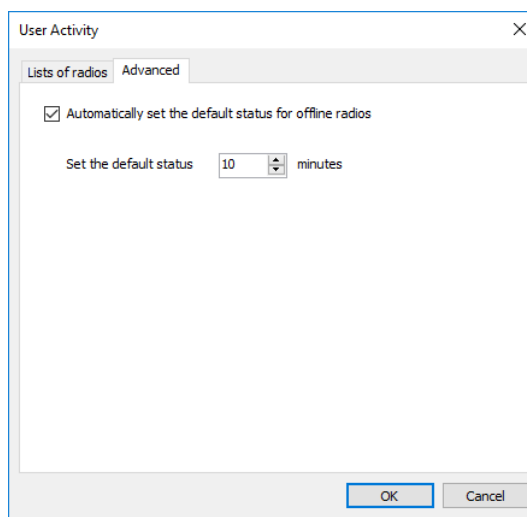 User Activity
Lists of radios Advanced
Automatically set the default status for offline radios
Set the default status 10 minutes
OK Cancel